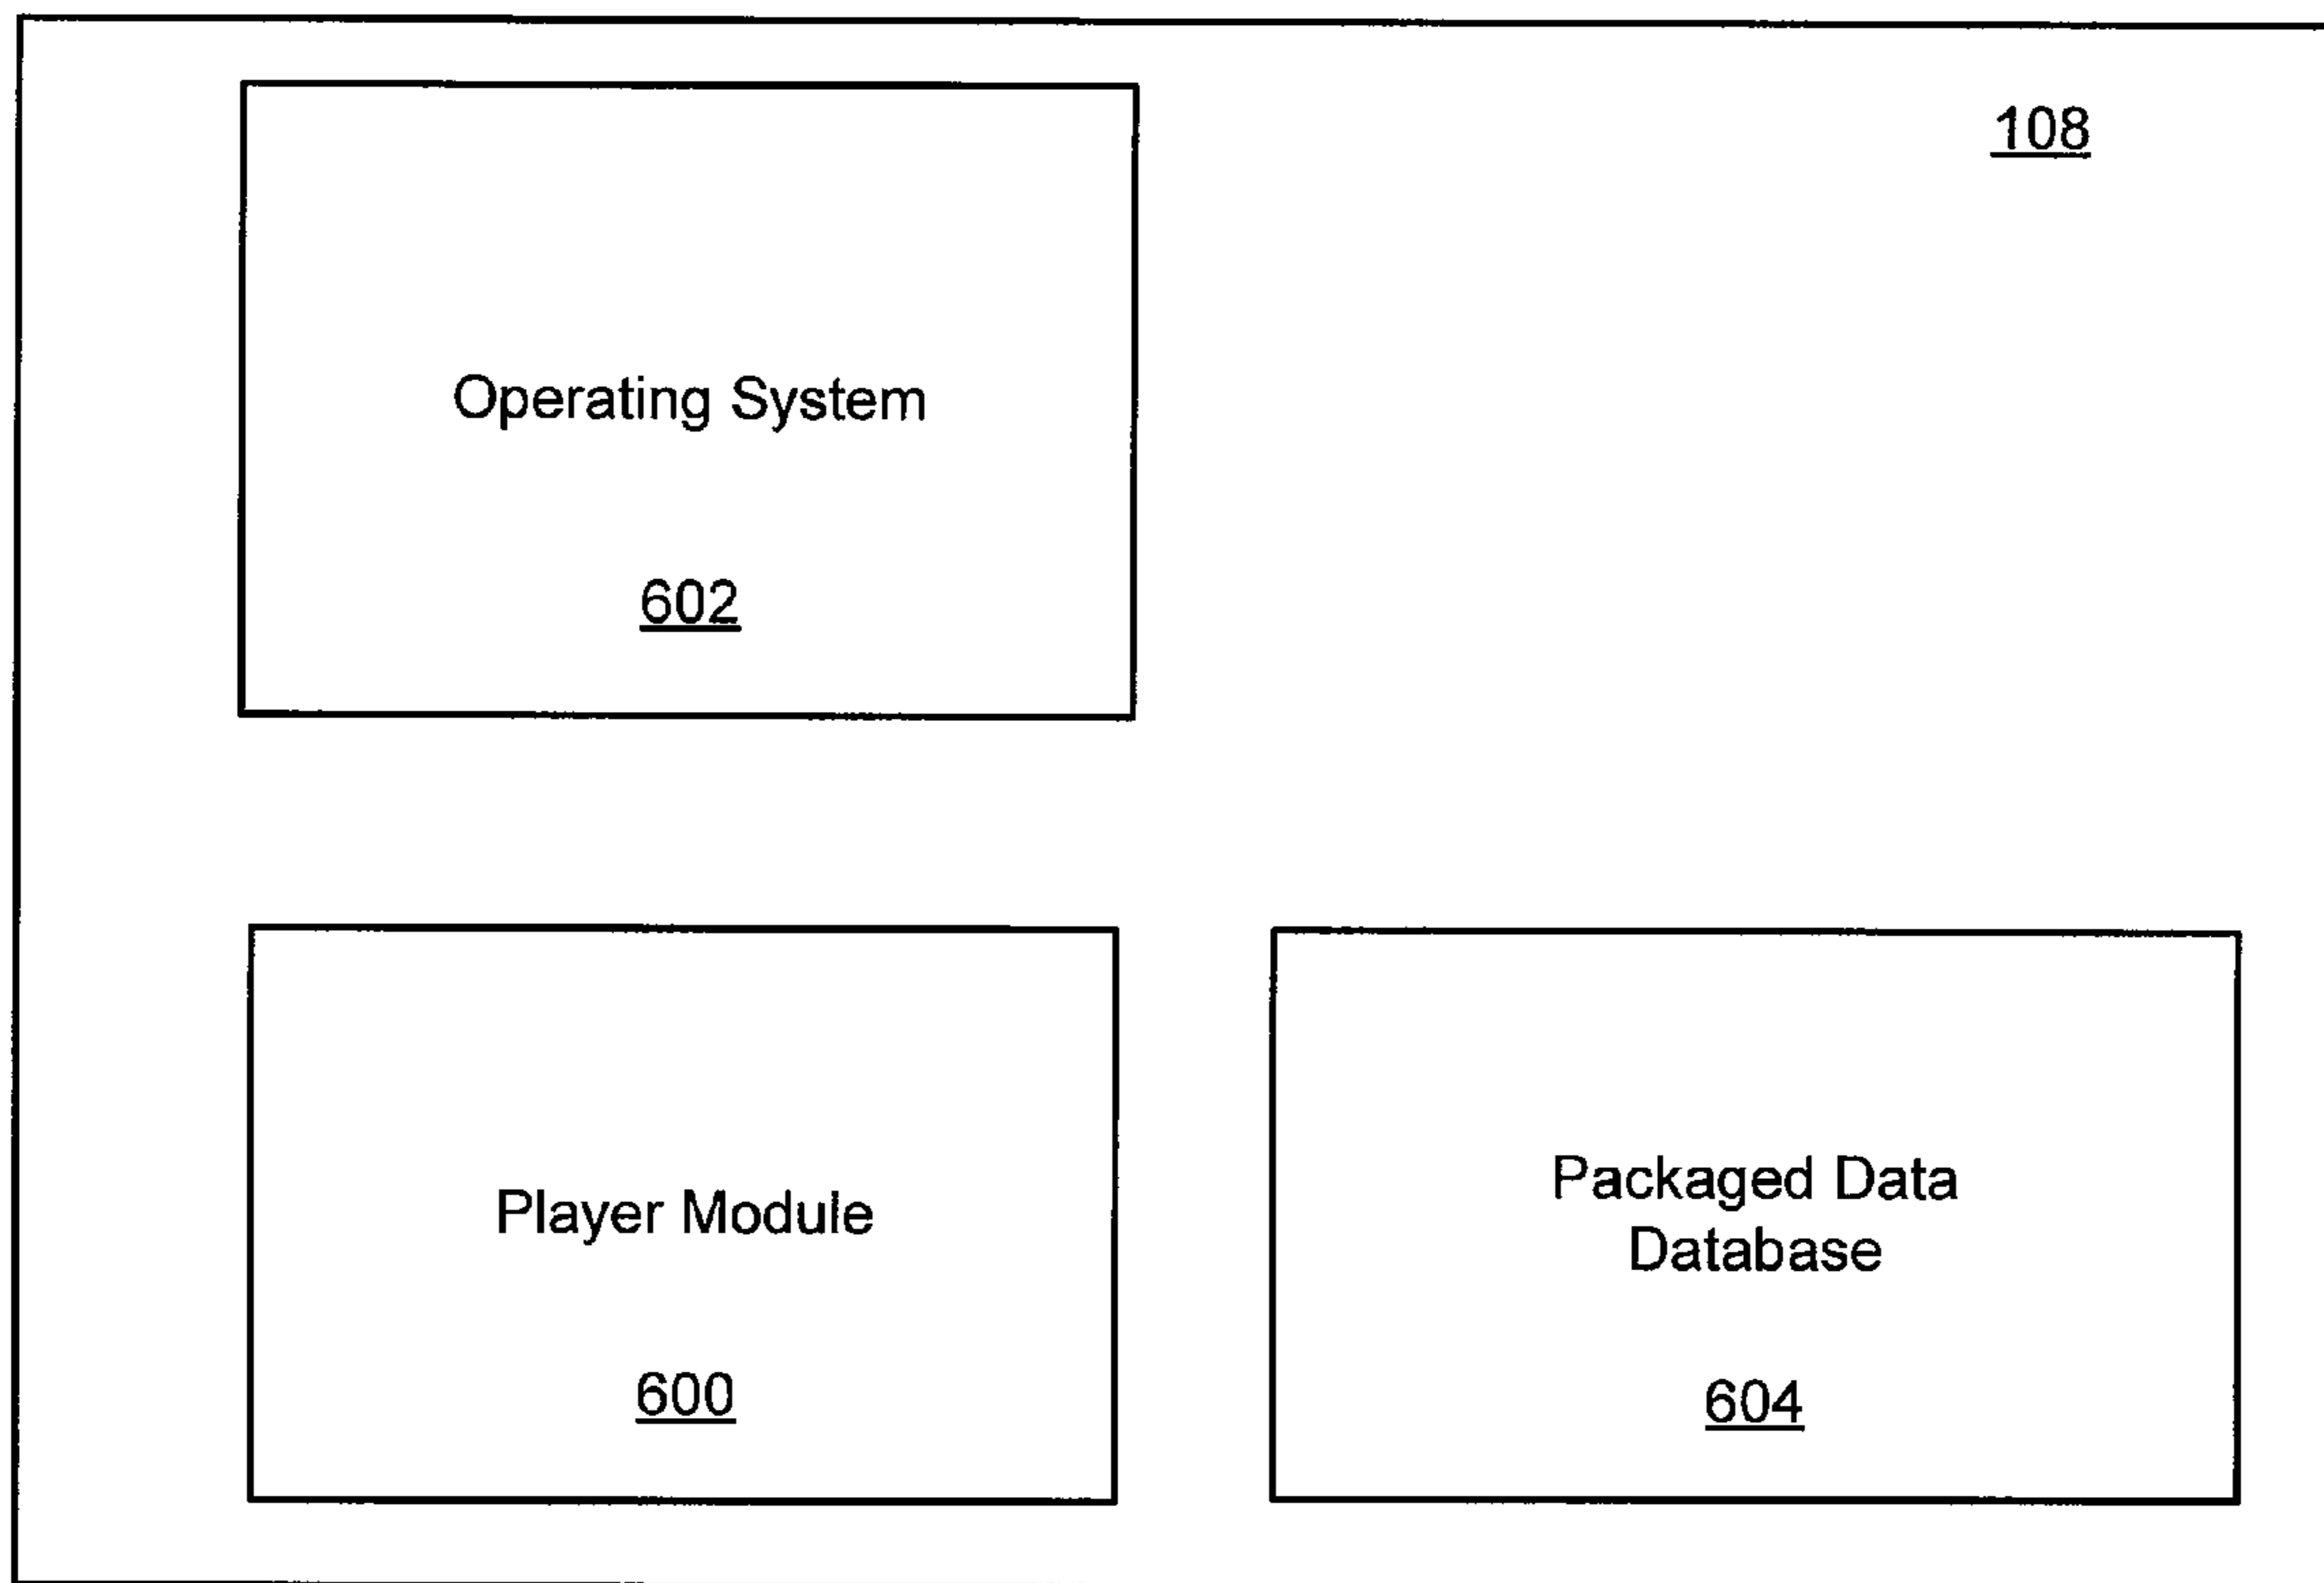 108
Operating System
602
Player Module
600
Packaged Data
Database
604